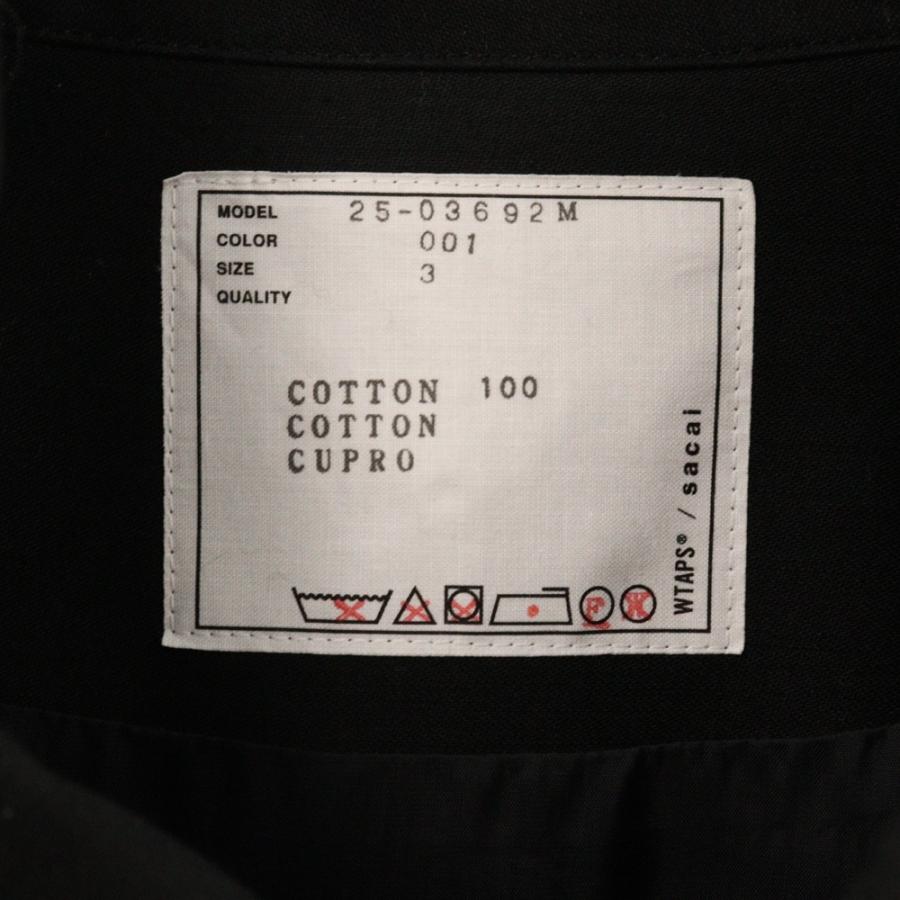 MODEL 25-03692M
COLOR 001
SIZE 3
QUALITY
COTTON 100
COTTON
CUPRO
WTAPS® / sacai
F
W